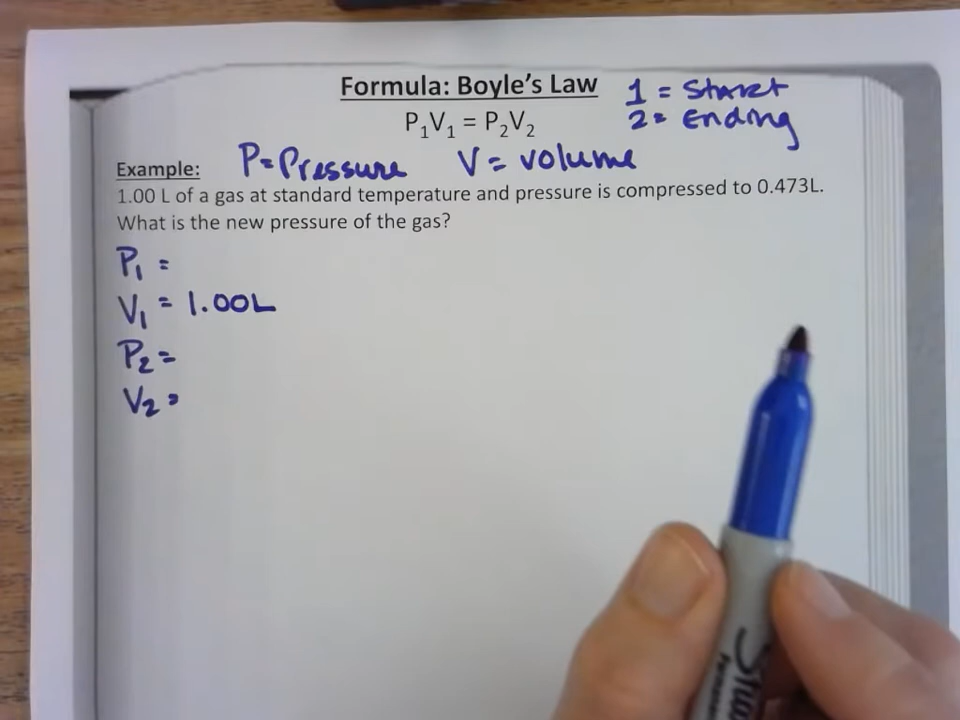 Formula: Boyle's Law
1 = Start
P₁V₁ = P₂V₂
2 = Ending
Example:
P = Pressure V = volume
1.00 L of a gas at standard temperature and pressure is compressed to 0.473L.
What is the new pressure of the gas?
P₁ =
V₁ = 1.00L
P₂ =
V₂ =